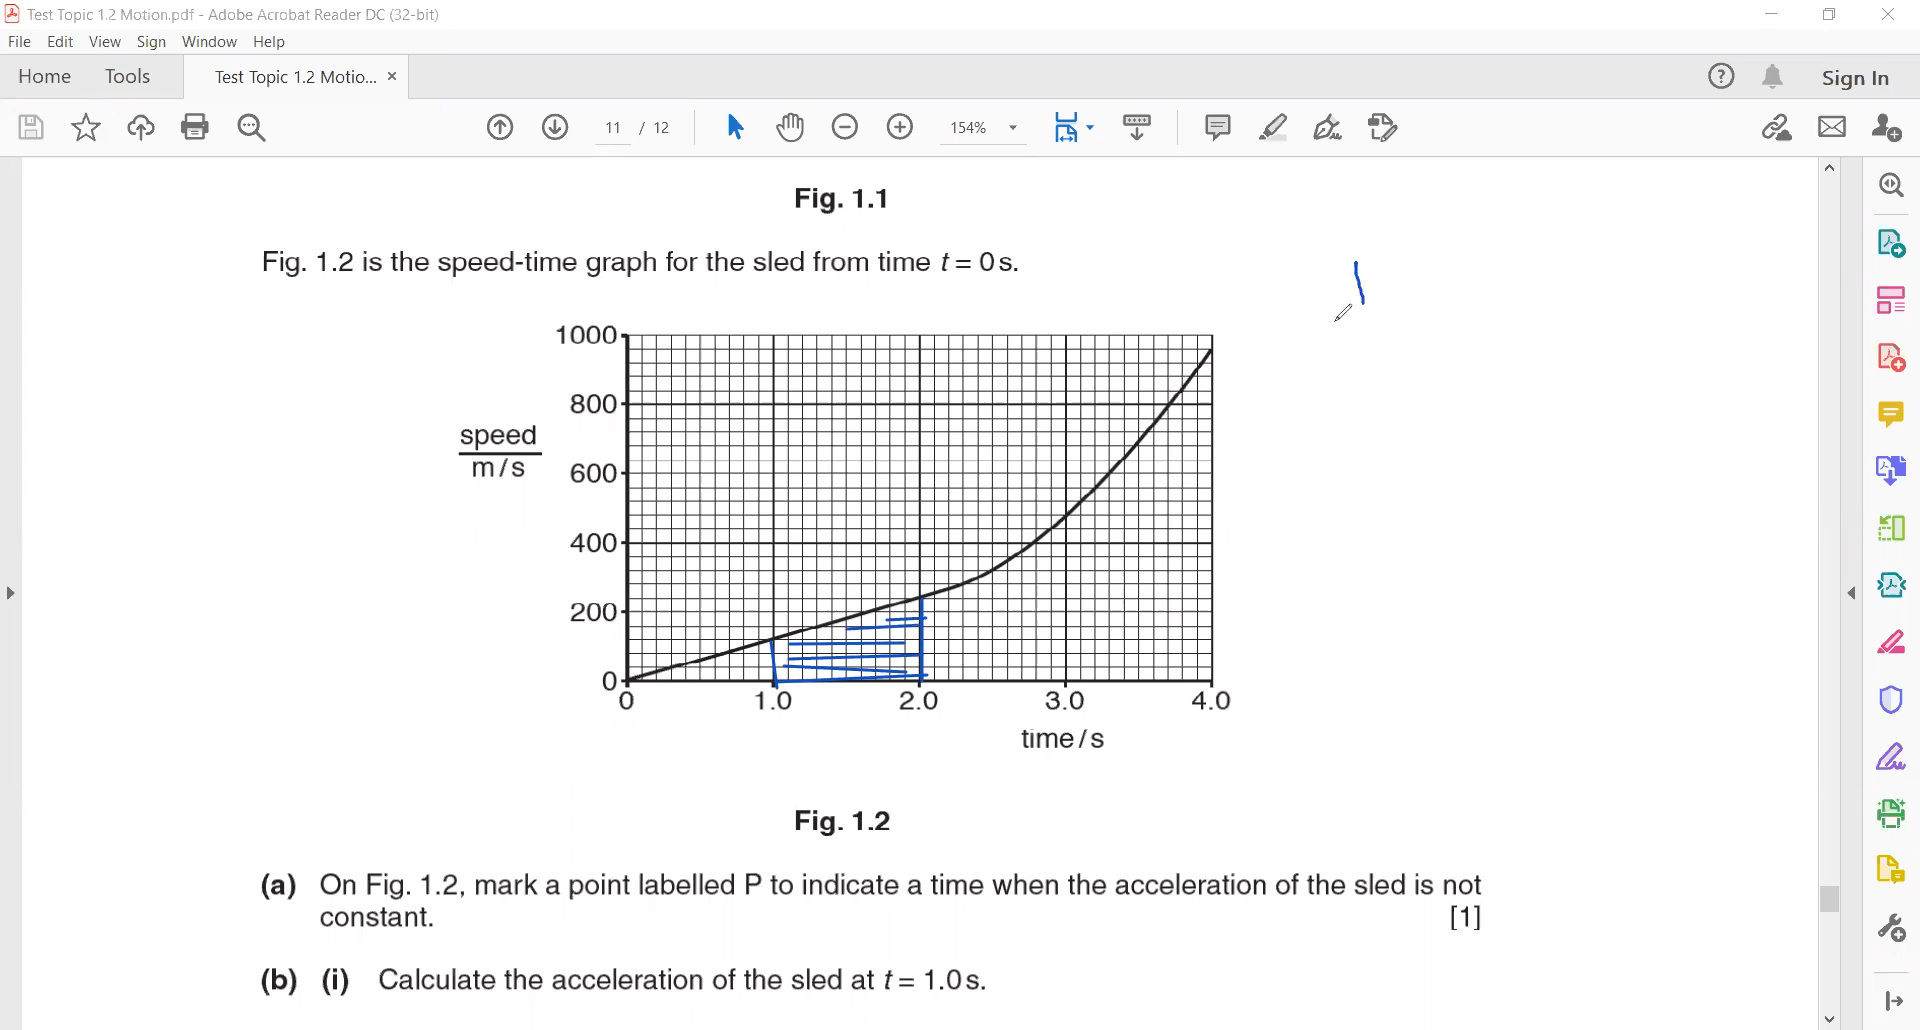 Test Topic 1.2 Motion.pdf - Adobe Acrobat Reader DC (32-bit)
File Edit View Sign Window Help
Home Tools Test Topic 1.2 Motio... × Sign In
11 / 12 154%
Fig. 1.1
Fig. 1.2 is the speed-time graph for the sled from time t = 0 s.
1000
800
speed
m / s
600
400
200
0
0 1.0 2.0 3.0 4.0
time / s
Fig. 1.2
(a) On Fig. 1.2, mark a point labelled P to indicate a time when the acceleration of the sled is not
constant. [1]
(b) (i) Calculate the acceleration of the sled at t = 1.0 s.